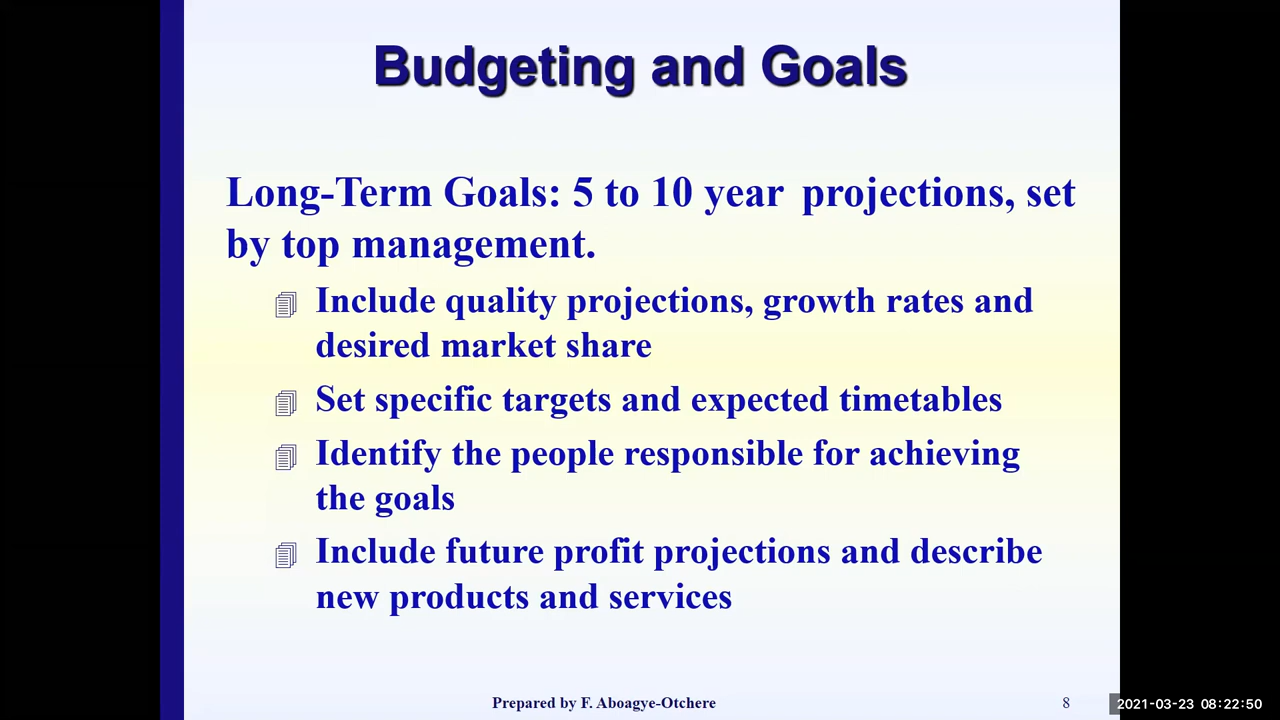 Budgeting and Goals
Long-Term Goals: 5 to 10 year projections, set
by top management.
Include quality projections, growth rates and
desired market share
Set specific targets and expected timetables
Identify the people responsible for achieving
the goals
Include future profit projections and describe
new products and services
Prepared by F. Aboagye-Otchere
8
2021-03-23 08:22:50